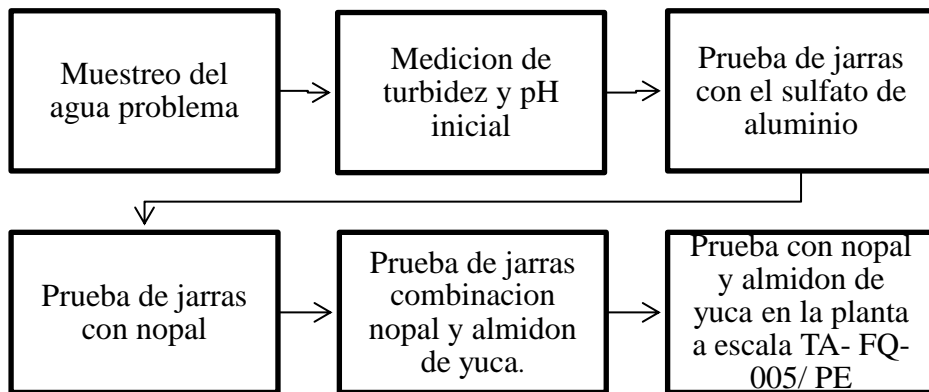 Muestreo del
agua problema
Medicion de
turbidez y pH
inicial
Prueba de jarras
con el sulfato de
aluminio
Prueba de jarras
con nopal
Prueba de jarras
combinacion
nopal y almidon
de yuca.
Prueba con nopal
y almidon de
yuca en la planta
a escala TA- FQ-
005/ PE